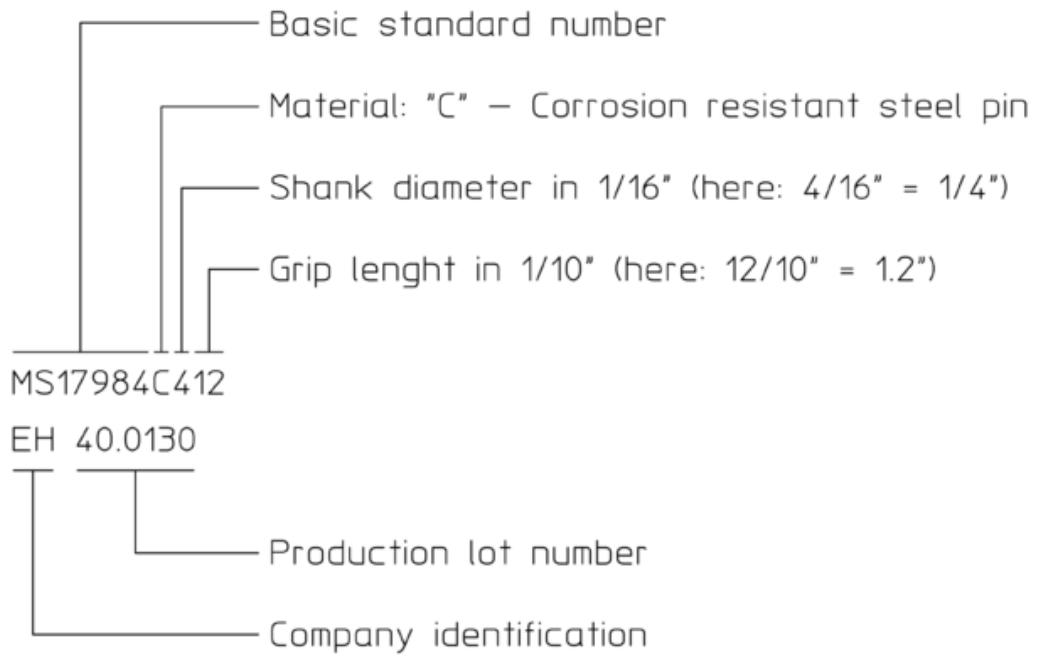 Basic standard number
Material: "C" – Corrosion resistant steel pin
Shank diameter in 1/16" (here: 4/16" = 1/4")
Grip lenght in 1/10" (here: 12/10" = 1.2")
MS17984C412
EH 40.0130
Production lot number
Company identification